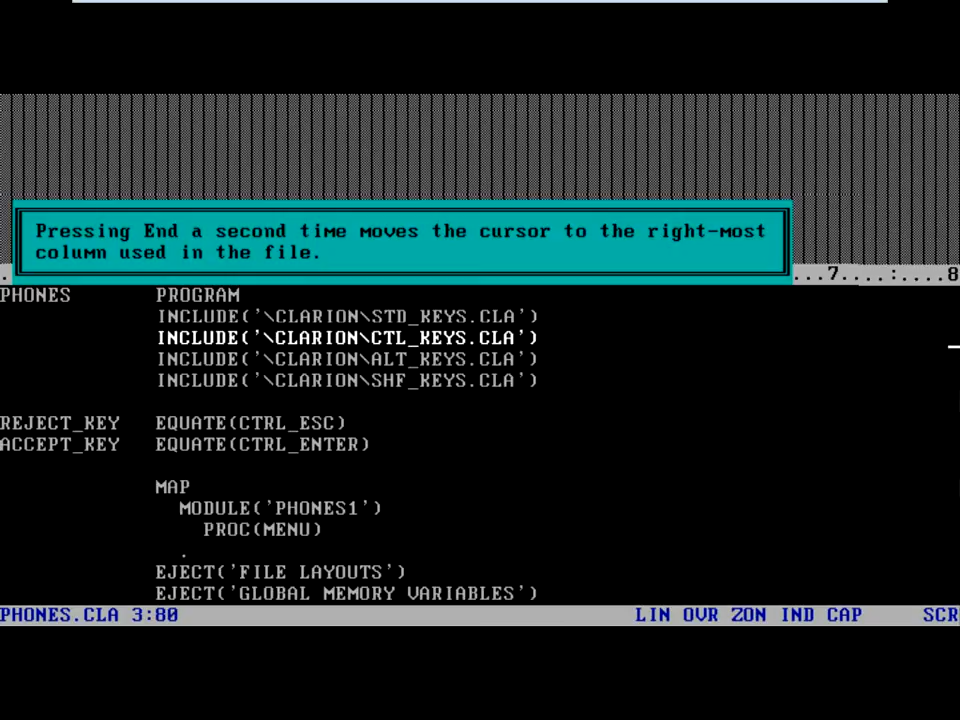 Pressing End a second time moves the cursor to the right-most
column used in the file.
. ...7....:....8
PHONES PROGRAM
INCLUDE('\CLARION\STD_KEYS.CLA')
INCLUDE('\CLARION\CTL_KEYS.CLA')
INCLUDE('\CLARION\ALT_KEYS.CLA')
INCLUDE('\CLARION\SHF_KEYS.CLA')
REJECT_KEY EQUATE(CTRL_ESC)
ACCEPT_KEY EQUATE(CTRL_ENTER)
MAP
MODULE('PHONES1')
PROC(MENU)
.
EJECT('FILE LAYOUTS')
EJECT('GLOBAL MEMORY VARIABLES')
PHONES.CLA 3:80 LIN OVR ZON IND CAP SCR